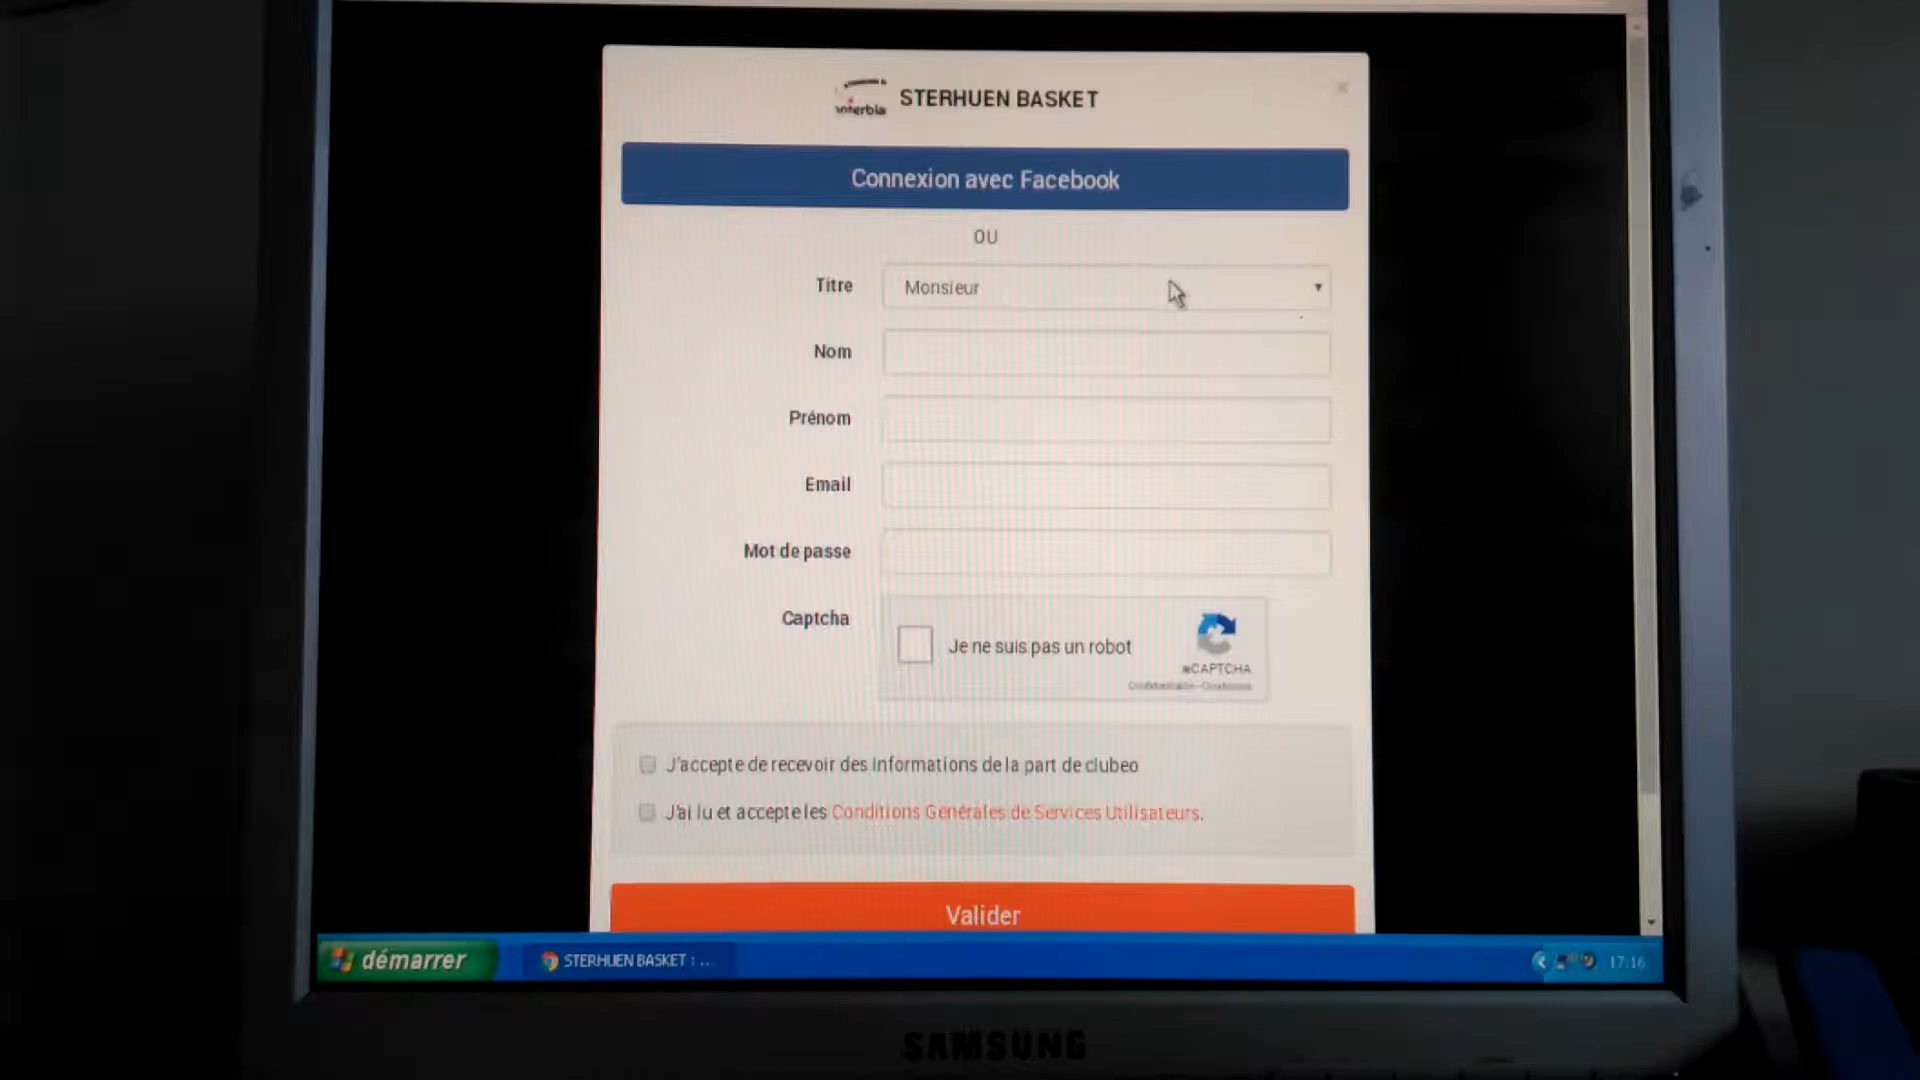 STERHUEN BASKET
Connexion avec Facebook
OU
Titre
Monsieur
Nom
Prénom
Email
Mot de passe
Captcha
Je ne suis pas un robot
reCAPTCHA
J'accepte de recevoir des informations de la part de clubeo
J'ai lu et accepte les Conditions Générales de Services Utilisateurs.
Valider
démarrer
STERHUEN BASKET : ...
17:16
SAMSUNG